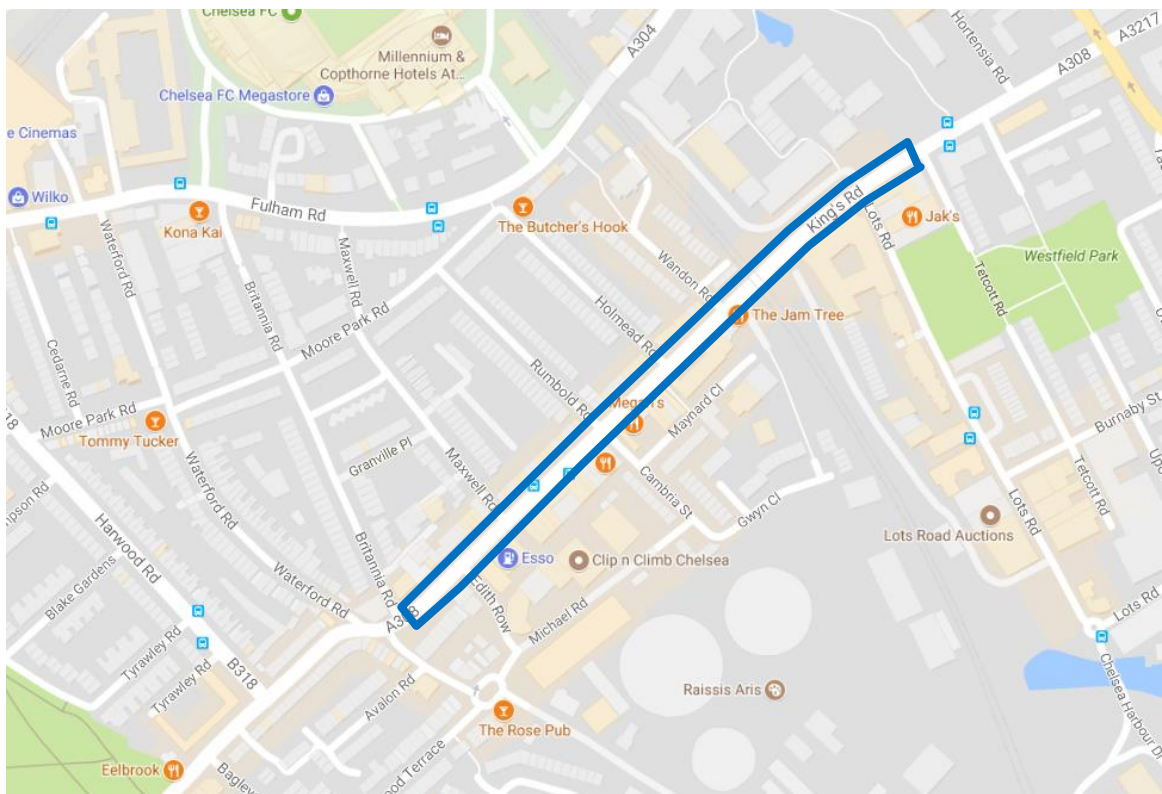 Chelsea FC
Millennium &
Copthorne Hotels At...
A304
Hortensia Rd
A3217
A308
Chelsea FC Megastore
e Cinemas
Wilko
Kona Kai
Fulham Rd
The Butcher's Hook
King's Rd
Lots Rd
Jak's
Westfield Park
Waterford Rd
Britannia Rd
Maxwell Rd
Wandon Rd
Tetcott Rd
Moore Park Rd
Holmead Rd
The Jam Tree
Cedarne Rd
Rumbold Rd
Megan's
Maynard Cl
Burnaby St
Moore Park Rd
Tommy Tucker
Granville Pl
Maxwell Rd
Cambria St
Gwyn Cl
Lots Rd
Tetcott Rd
Waterford Rd
Harwood Rd
Lots Road Auctions
Britannia Rd
Esso
Clip n Climb Chelsea
Blake Gardens
Waterford Rd
Edith Row
Michael Rd
Lots Rd
Tyrawley Rd
B318
Tyrawley Rd
Avalon Rd
Raissis Aris
Chelsea Harbour Dr
The Rose Pub
Eelbrook